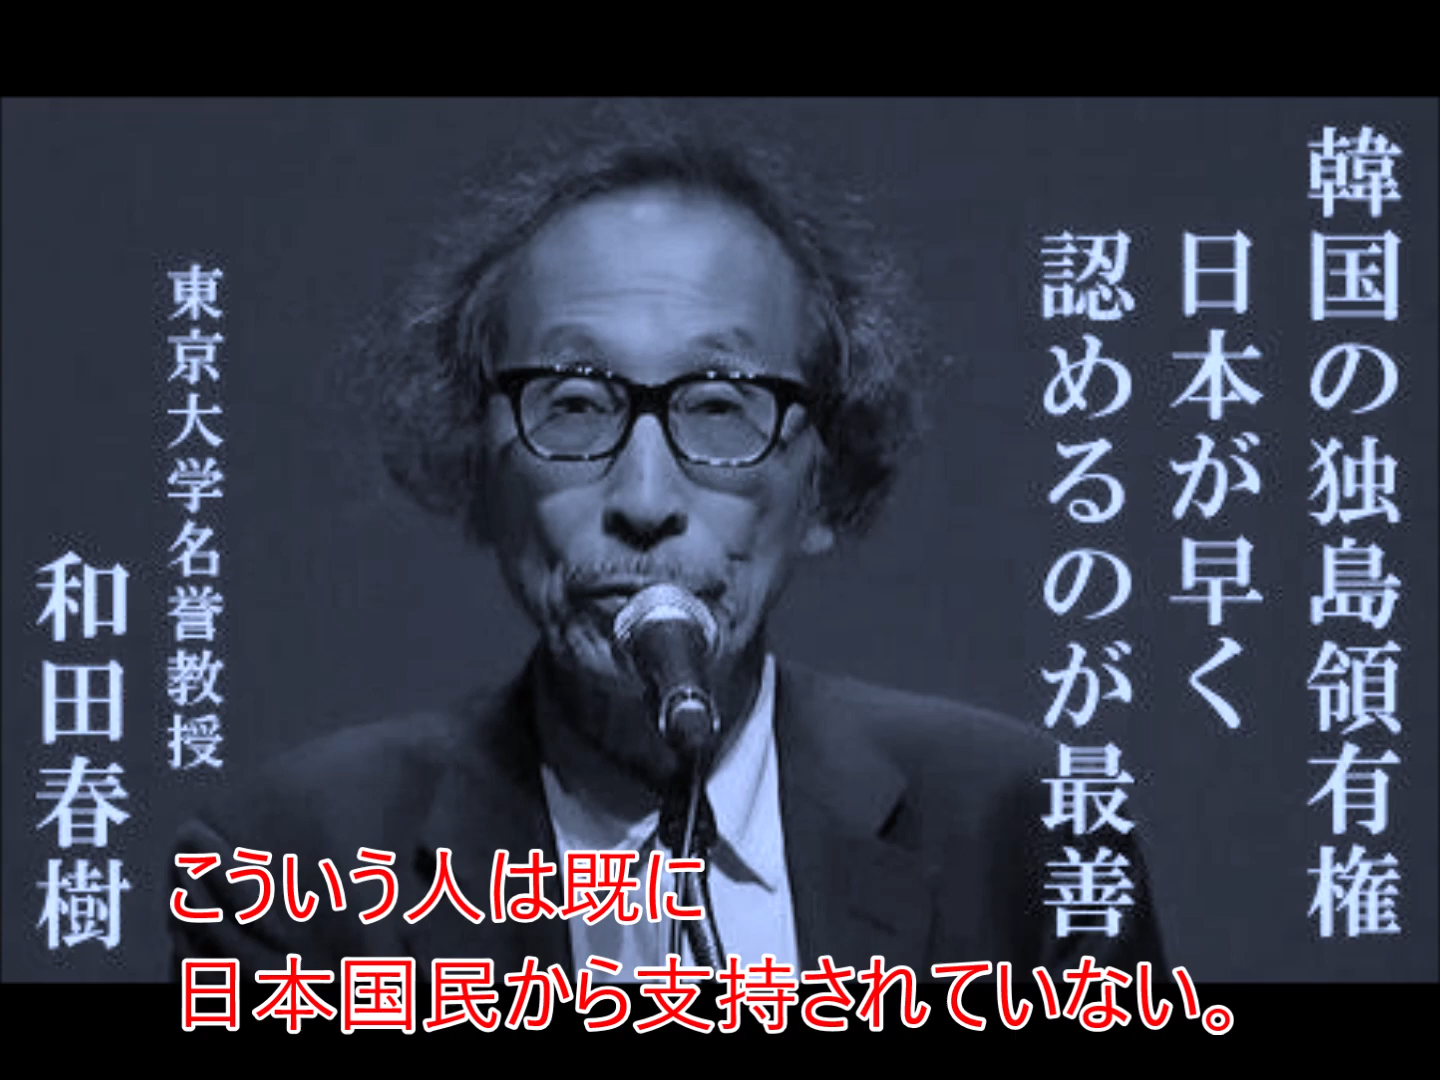 韓国の独島領有権
日本が早く
認めるのが最善
東京大学名誉教授
和田春樹
こういう人は既に
日本国民から支持されていない。